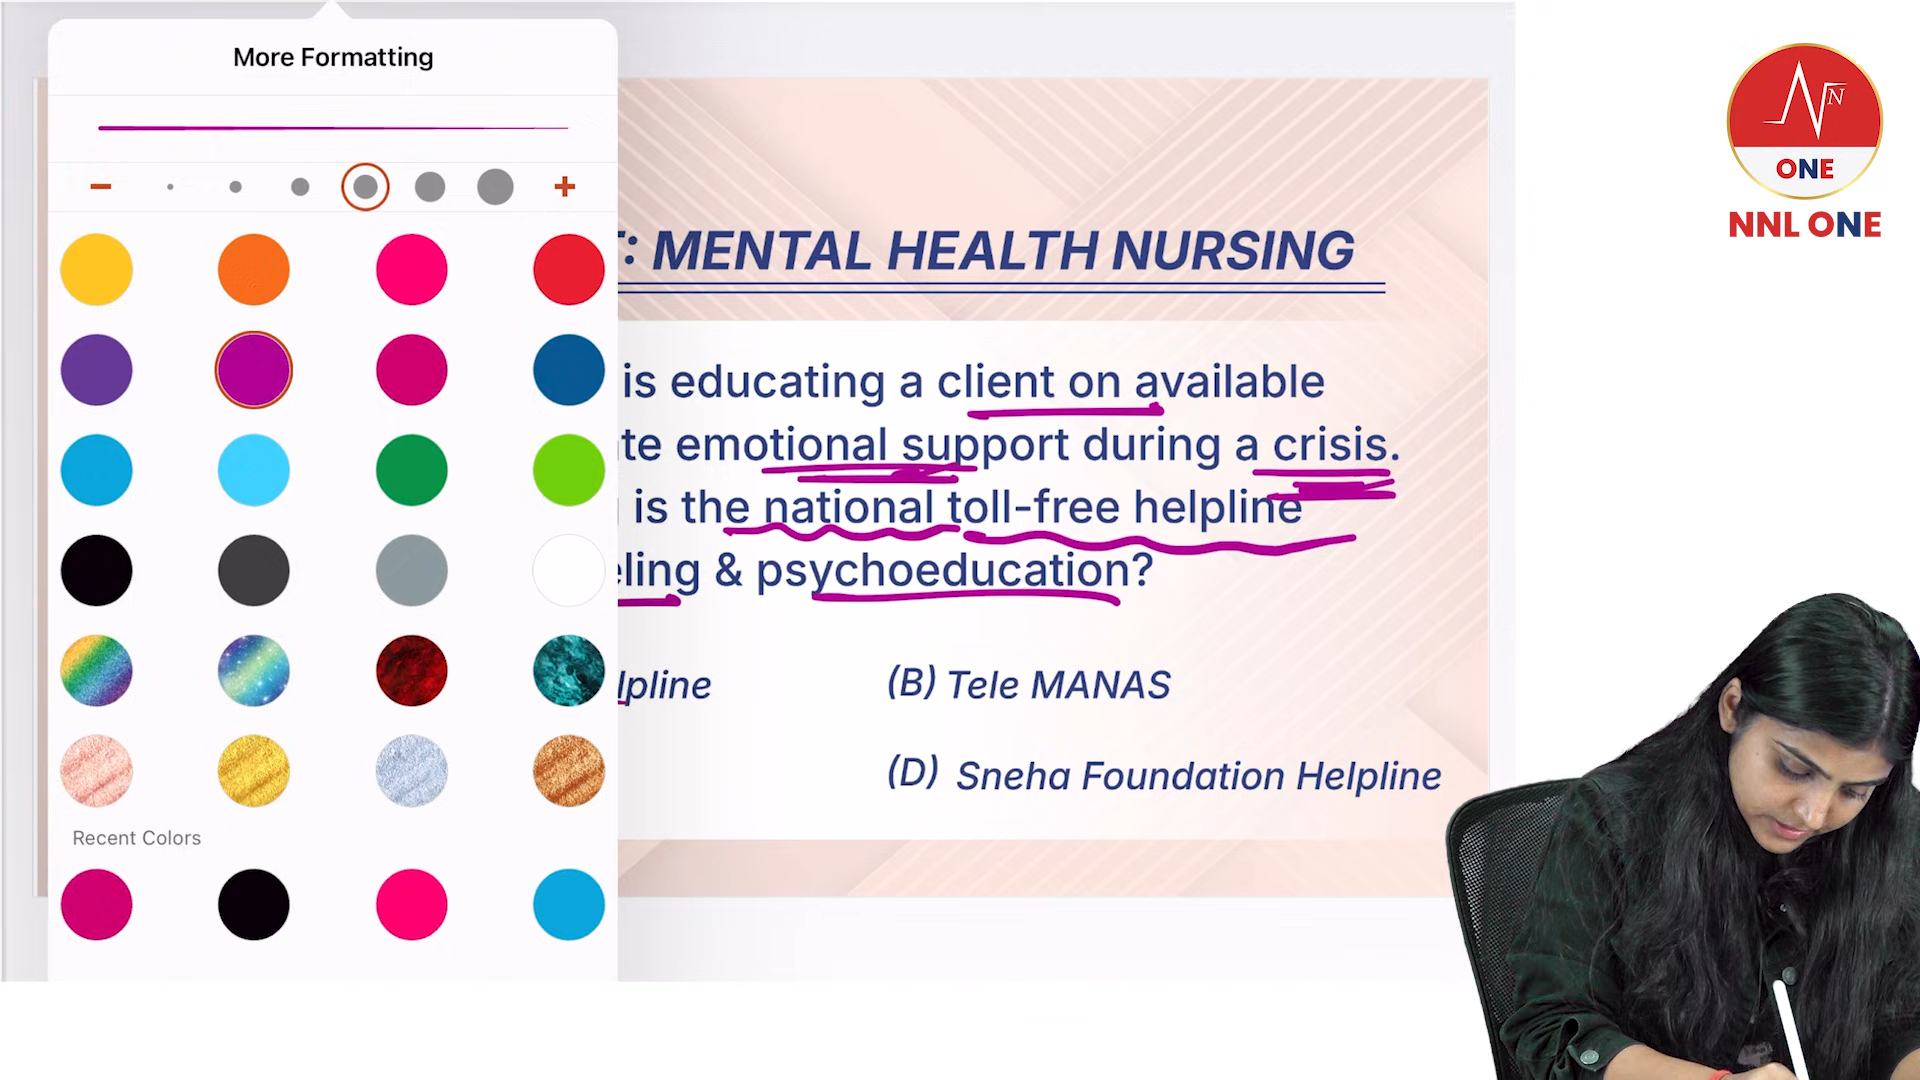 More Formatting
: MENTAL HEALTH NURSING
is educating a client on available
te emotional support during a crisis.
is the national toll-free helpline
eling & psychoeducation?
lpline
(B) Tele MANAS
(D) Sneha Foundation Helpline
Recent Colors
N
ONE
NNL ONE